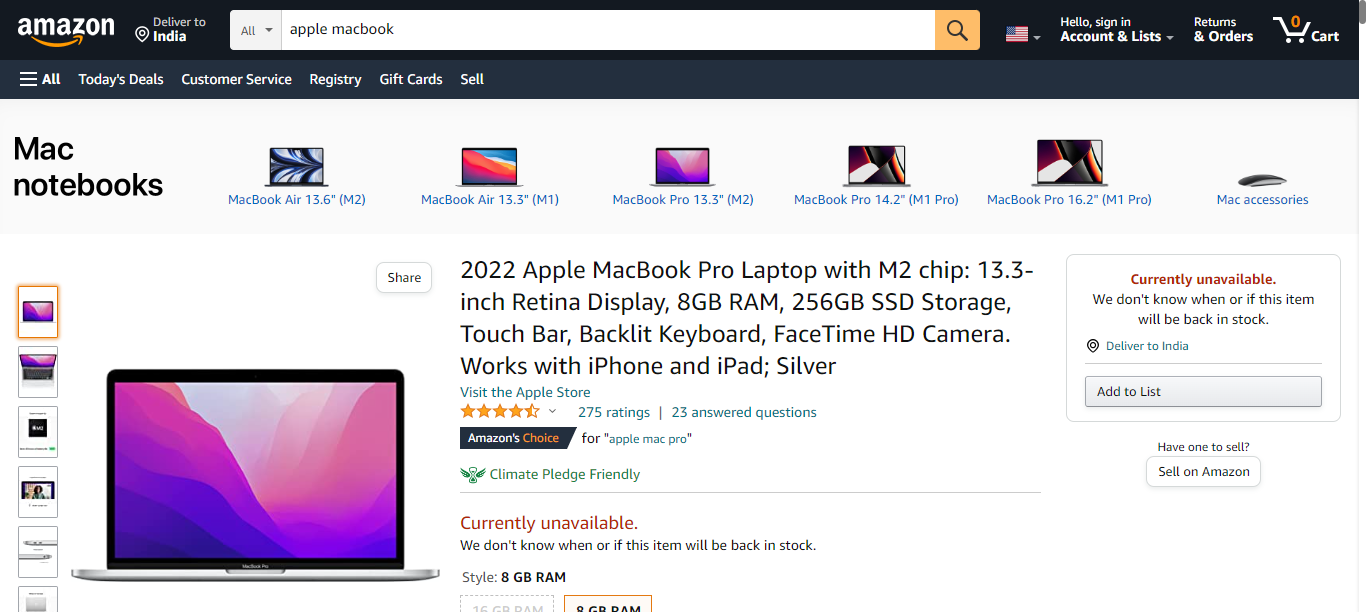 amazon
Deliver to
India
All
apple macbook
Hello, sign in
Account & Lists
Returns
& Orders
0
Cart
All
Today's Deals
Customer Service
Registry
Gift Cards
Sell
Mac
notebooks
MacBook Air 13.6" (M2)
MacBook Air 13.3" (M1)
MacBook Pro 13.3" (M2)
MacBook Pro 14.2" (M1 Pro)
MacBook Pro 16.2" (M1 Pro)
Mac accessories
Share
2022 Apple MacBook Pro Laptop with M2 chip: 13.3-
inch Retina Display, 8GB RAM, 256GB SSD Storage,
Touch Bar, Backlit Keyboard, FaceTime HD Camera.
Works with iPhone and iPad; Silver
Visit the Apple Store
275 ratings | 23 answered questions
Amazon's Choice for "apple mac pro"
Climate Pledge Friendly
Currently unavailable.
We don't know when or if this item will be back in stock.
Style: 8 GB RAM
16 GB RAM
8 GB RAM
MacBook Pro
M2
Currently unavailable.
We don't know when or if this item
will be back in stock.
Deliver to India
Add to List
Have one to sell?
Sell on Amazon